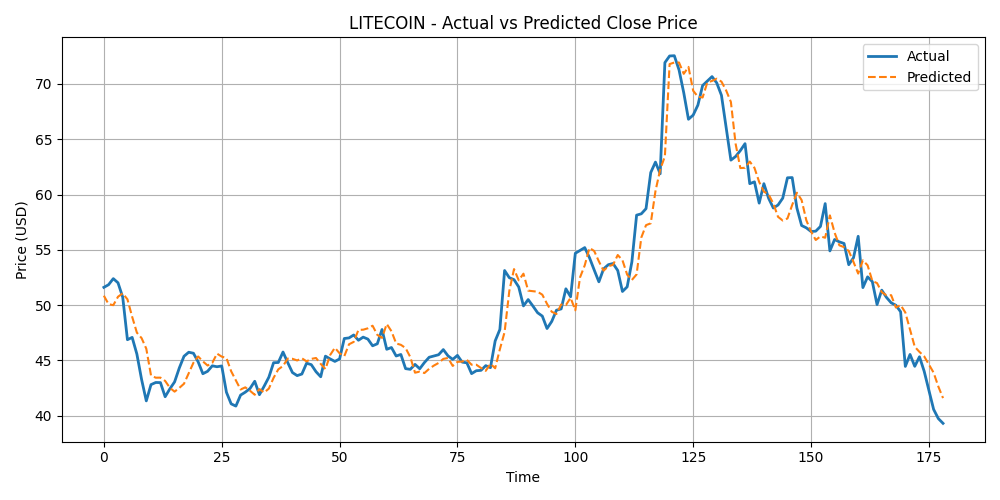 LITECOIN - Actual vs Predicted Close Price
Actual
Predicted
Price (USD)
70
65
60
55
50
45
40
0 25 50 75 100 125 150 175
Time